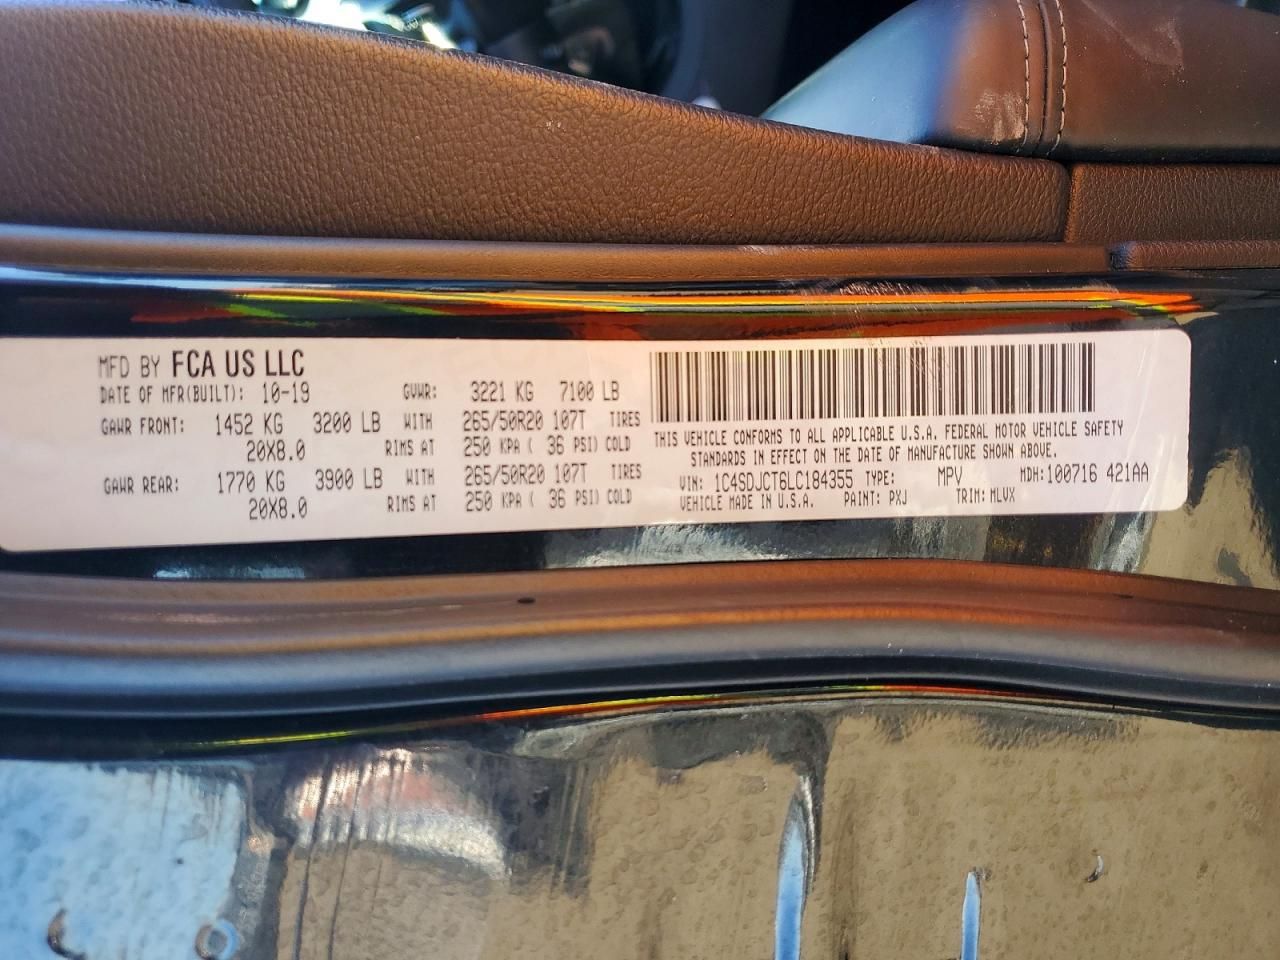 MFD BY FCA US LLC
DATE OF MFR(BUILT): 10-19 GVWR: 3221 KG 7100 LB
GAWR FRONT: 1452 KG 3200 LB WITH 265/50R20 107T TIRES
20X8.0 RIMS AT 250 KPA ( 36 PSI) COLD
GAWR REAR: 1770 KG 3900 LB WITH 265/50R20 107T TIRES
20X8.0 RIMS AT 250 KPA ( 36 PSI) COLD
THIS VEHICLE CONFORMS TO ALL APPLICABLE U.S.A. FEDERAL MOTOR VEHICLE SAFETY
STANDARDS IN EFFECT ON THE DATE OF MANUFACTURE SHOWN ABOVE.
VIN: 1C4SDJCT6LC184355 TYPE: MPV MDH:100716 421AA
VEHICLE MADE IN U.S.A. PAINT: PXJ TRIM: MLVX